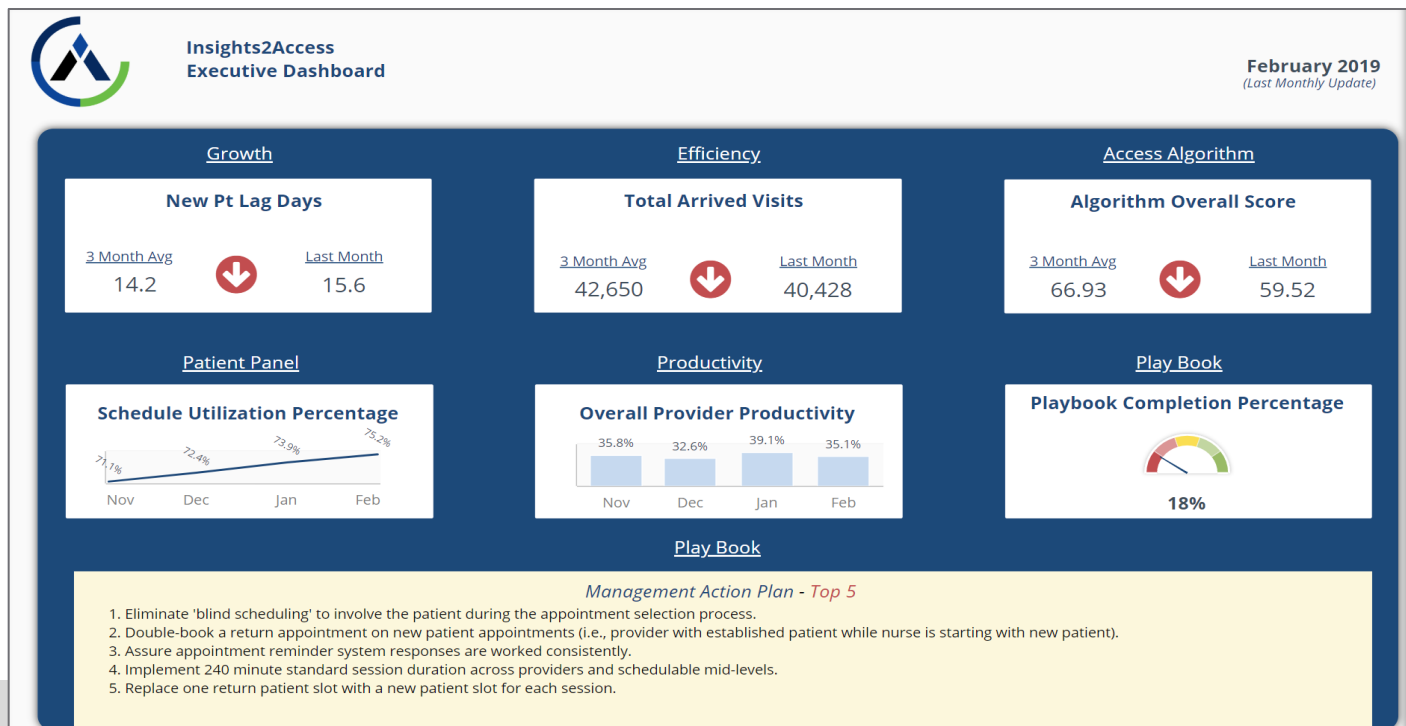 Insights2Access
Executive Dashboard
February 2019
(Last Monthly Update)
Growth
Efficiency
Access Algorithm
New Pt Lag Days
3 Month Avg
Last Month
14.2
15.6
Total Arrived Visits
3 Month Avg
Last Month
42,650
40,428
Algorithm Overall Score
3 Month Avg
Last Month
66.93
59.52
Patient Panel
Productivity
Play Book
Schedule Utilization Percentage
71.1%
72.4%
73.9%
75.2%
Nov Dec Jan Feb
Overall Provider Productivity
35.8% 32.6% 39.1% 35.1%
Nov Dec Jan Feb
Playbook Completion Percentage
18%
Play Book
Management Action Plan - Top 5
1. Eliminate 'blind scheduling' to involve the patient during the appointment selection process.
2. Double-book a return appointment on new patient appointments (i.e., provider with established patient while nurse is starting with new patient).
3. Assure appointment reminder system responses are worked consistently.
4. Implement 240 minute standard session duration across providers and schedulable mid-levels.
5. Replace one return patient slot with a new patient slot for each session.